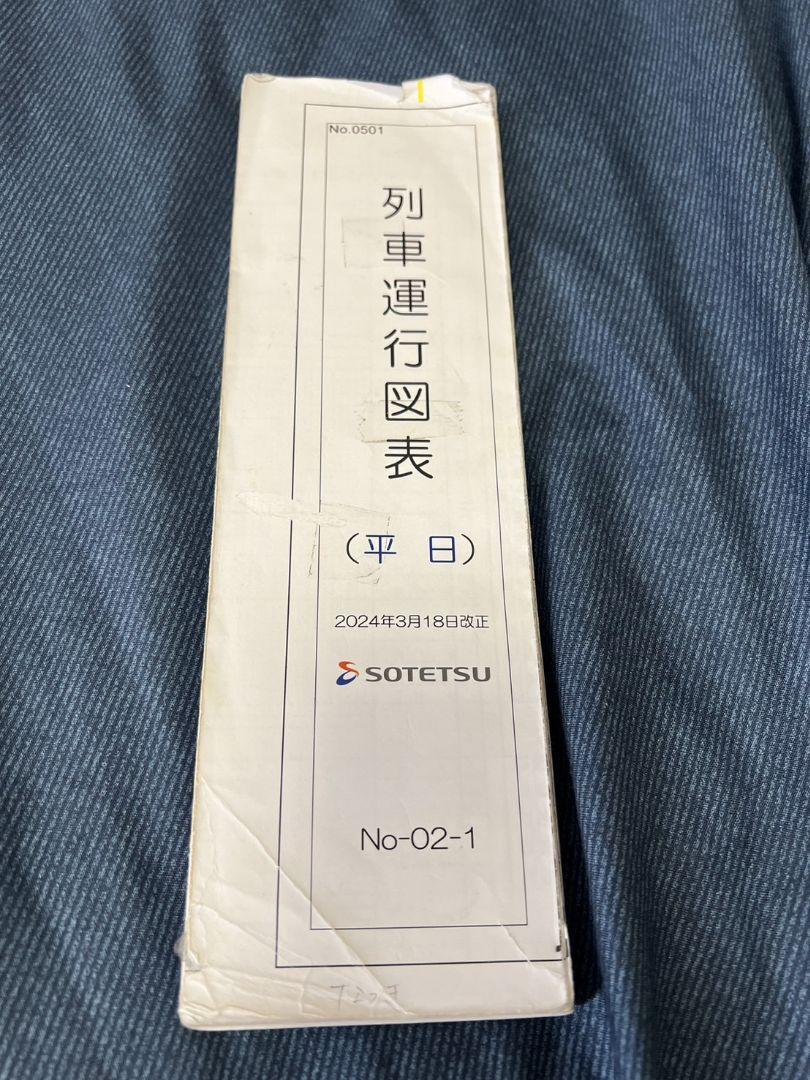 No.0501
列車運行図表
（平 日）
2024年3月18日改正
SOTETSU
No-02-1